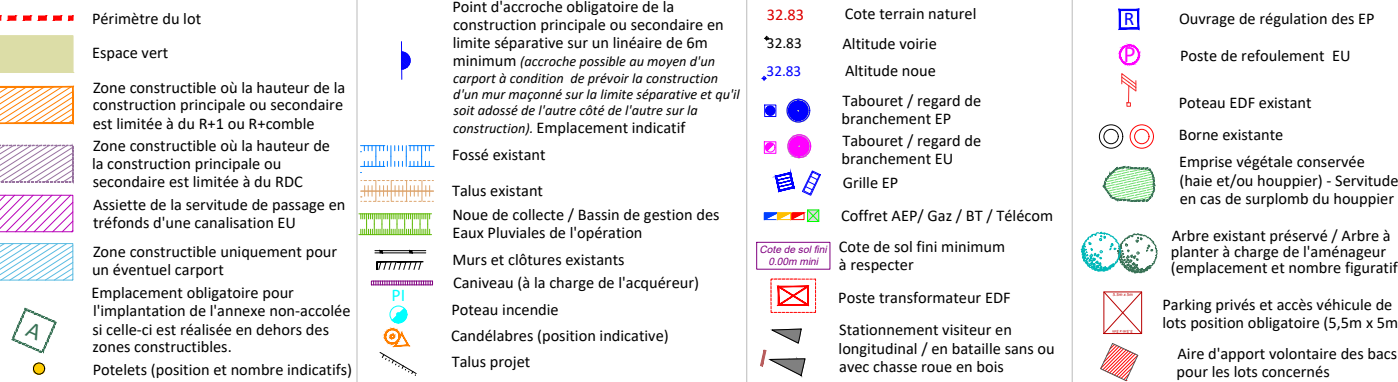 Périmètre du lot
Espace vert
Zone constructible où la hauteur de la
construction principale ou secondaire
est limitée à du R+1 ou R+comble
Zone constructible où la hauteur de
la construction principale ou
secondaire est limitée à du RDC
Assiette de la servitude de passage en
tréfonds d'une canalisation EU
Zone constructible uniquement pour
un éventuel carport
A
Emplacement obligatoire pour
l'implantation de l'annexe non-accolée
si celle-ci est réalisée en dehors des
zones constructibles.
Potelets (position et nombre indicatifs)
Point d'accroche obligatoire de la
construction principale ou secondaire en
limite séparative sur un linéaire de 6m
minimum (accroche possible au moyen d'un
carport à condition de prévoir la construction
d'un mur maçonné sur la limite séparative et qu'il
soit adossé de l'autre côté de l'autre sur la
construction). Emplacement indicatif
Fossé existant
Talus existant
Noue de collecte / Bassin de gestion des
Eaux Pluviales de l'opération
Murs et clôtures existants
Caniveau (à la charge de l'acquéreur)
PI
Poteau incendie
Candélabres (position indicative)
Talus projet
32.83 Cote terrain naturel
32.83 Altitude voirie
32.83 Altitude noue
Tabouret / regard de
branchement EP
Tabouret / regard de
branchement EU
Grille EP
Coffret AEP/ Gaz / BT / Télécom
Cote de sol fini
0.00m mini
Cote de sol fini minimum
à respecter
Poste transformateur EDF
Stationnement visiteur en
longitudinal / en bataille sans ou
avec chasse roue en bois
R Ouvrage de régulation des EP
P Poste de refoulement EU
Poteau EDF existant
Borne existante
Emprise végétale conservée
(haie et/ou houppier) - Servitude
en cas de surplomb du houppier
Arbre existant préservé / Arbre à
planter à charge de l'aménageur
(emplacement et nombre figuratif
Parking privés et accès véhicule de
lots position obligatoire (5,5m x 5m
Aire d'apport volontaire des bacs
pour les lots concernés